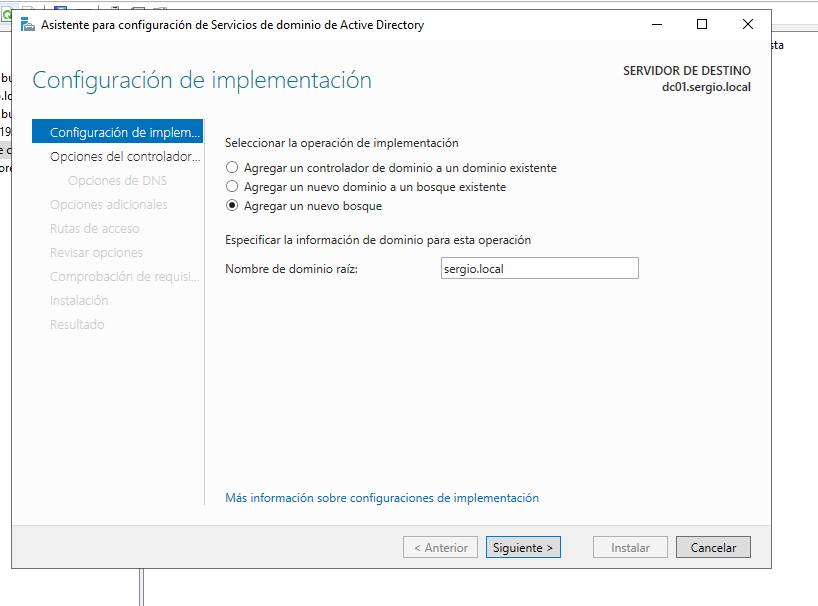 Asistente para configuración de Servicios de dominio de Active Directory
sta
Configuración de implementación
SERVIDOR DE DESTINO
dc01.sergio.local
Configuración de implem...
Opciones del controlador...
Opciones de DNS
Opciones adicionales
Rutas de acceso
Revisar opciones
Comprobación de requisi...
Instalación
Resultado
Seleccionar la operación de implementación
Agregar un controlador de dominio a un dominio existente
Agregar un nuevo dominio a un bosque existente
Agregar un nuevo bosque
Especificar la información de dominio para esta operación
Nombre de dominio raíz:
sergio.local
Más información sobre configuraciones de implementación
< Anterior
Siguiente >
Instalar
Cancelar